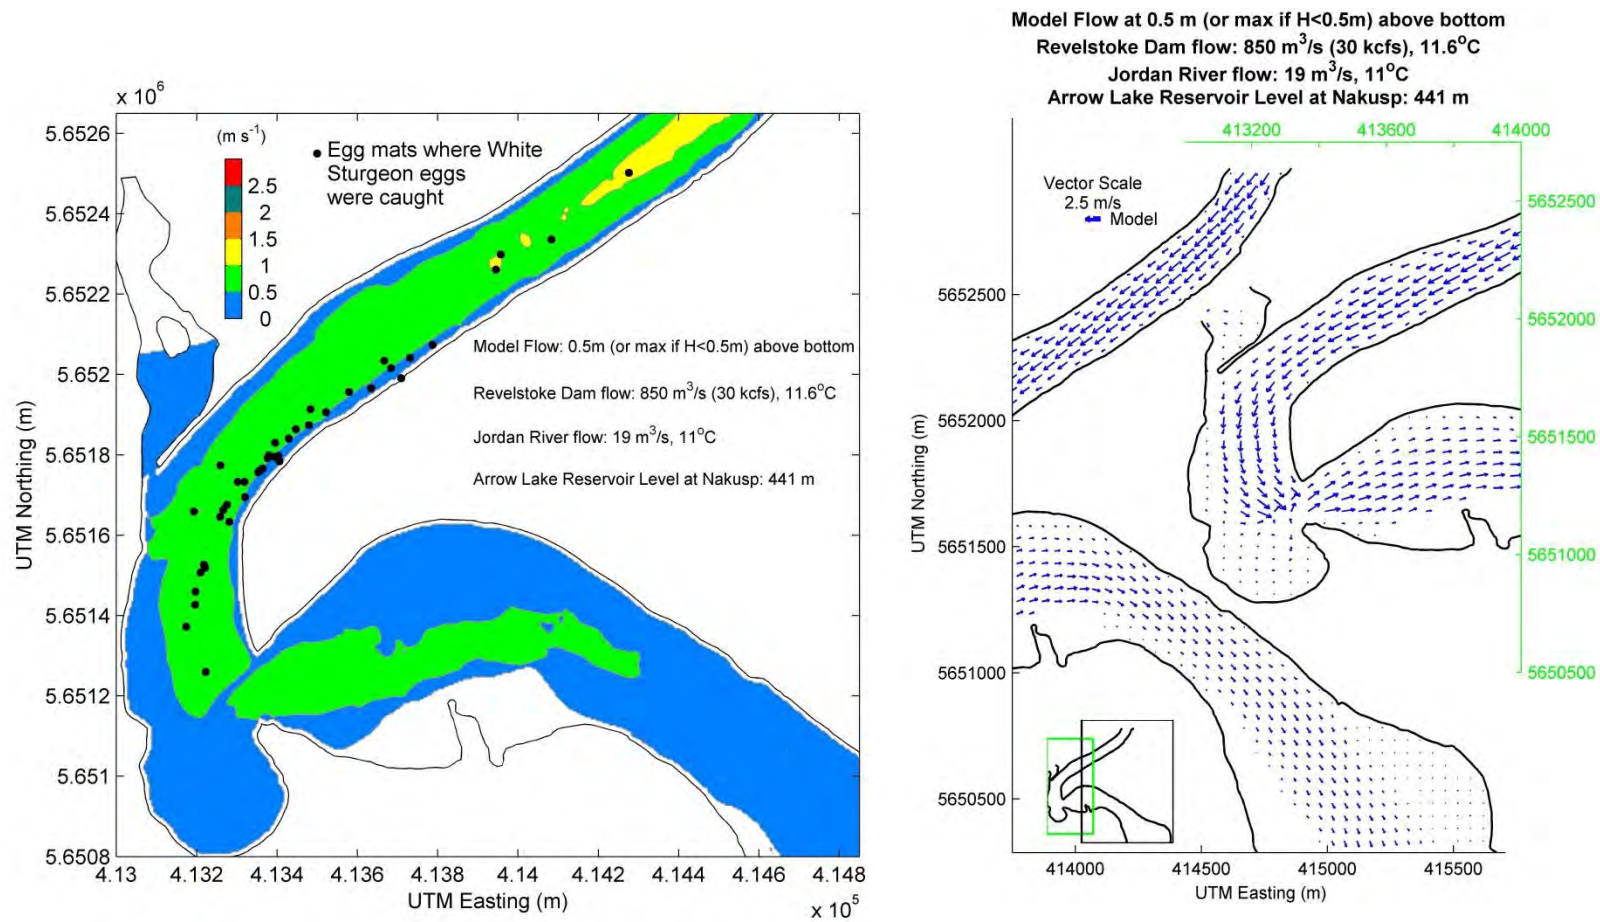 x 10⁶
5.6526
5.6524
5.6522
5.652
5.6518
5.6516
5.6514
5.6512
5.651
5.6508
UTM Northing (m)
(m s⁻¹)
2.5
2
1.5
1
0.5
0
Egg mats where White
Sturgeon eggs
were caught
Model Flow: 0.5m (or max if H<0.5m) above bottom
Revelstoke Dam flow: 850 m³/s (30 kcfs), 11.6°C
Jordan River flow: 19 m³/s, 11°C
Arrow Lake Reservoir Level at Nakusp: 441 m
4.13 4.132 4.134 4.136 4.138 4.14 4.142 4.144 4.146 4.148
UTM Easting (m)
x 10⁵
Model Flow at 0.5 m (or max if H<0.5m) above bottom
Revelstoke Dam flow: 850 m³/s (30 kcfs), 11.6°C
Jordan River flow: 19 m³/s, 11°C
Arrow Lake Reservoir Level at Nakusp: 441 m
413200 413600 414000
Vector Scale
2.5 m/s
Model
5652500
5652000
5651500
5651000
5650500
5652500
5652000
5651500
5651000
5650500
UTM Northing (m)
414000 414500 415000 415500
UTM Easting (m)